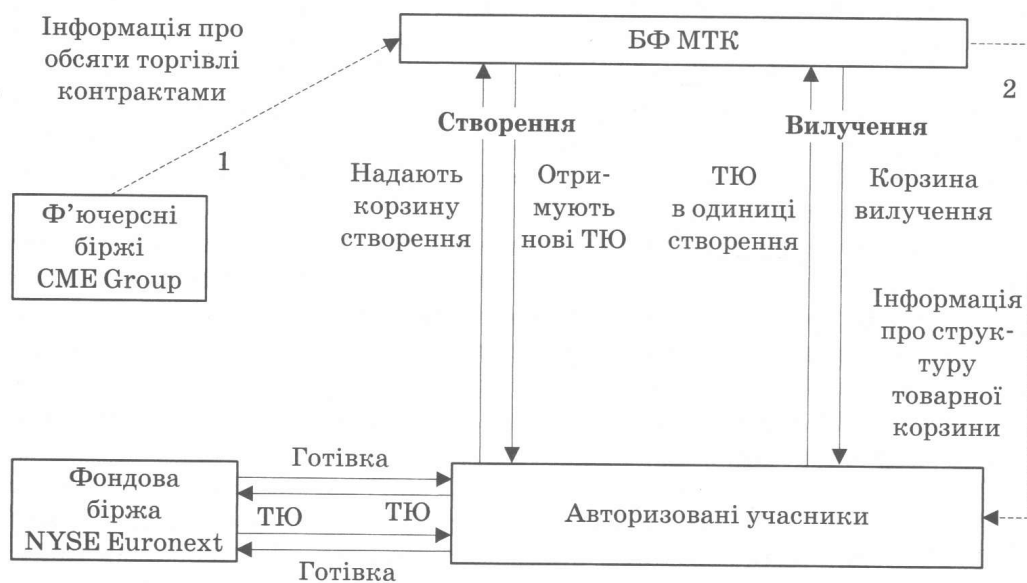 Інформація про
обсяги торгівлі
контрактами
БФ МТК
2
1
Створення
Вилучення
Надають
корзину
створення
Отри-
мують
нові ТЮ
ТЮ
в одиниці
створення
Корзина
вилучення
Ф’ючерсні
біржі
CME Group
Інформація
про струк-
туру
товарної
корзини
Готівка
Фондова
біржа
NYSE Euronext
ТЮ
ТЮ
Готівка
Авторизовані учасники